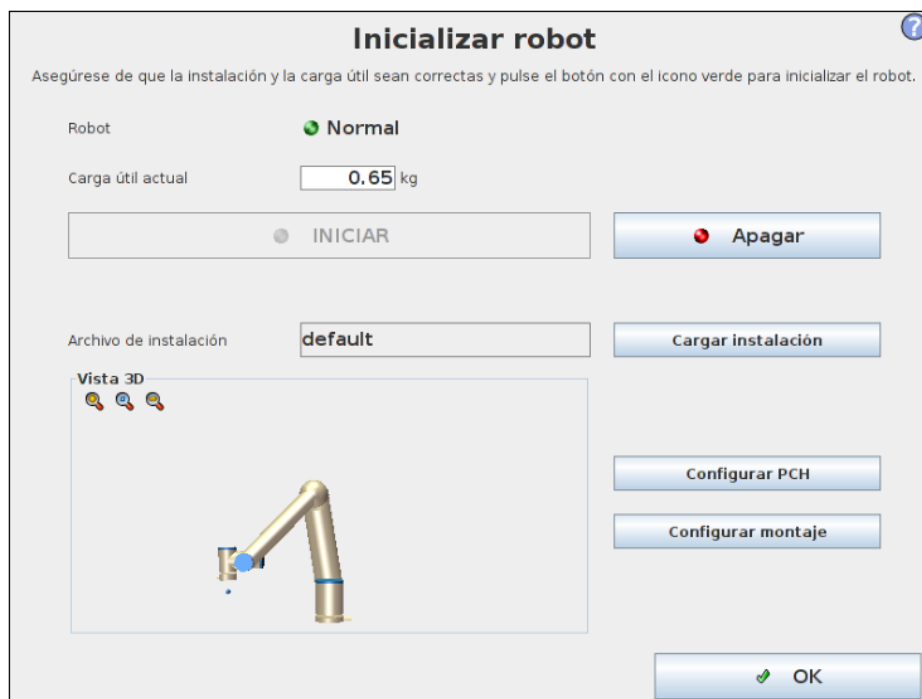 Inicializar robot
Asegúrese de que la instalación y la carga útil sean correctas y pulse el botón con el icono verde para inicializar el robot.
Robot
Normal
Carga útil actual
0.65 kg
INICIAR
Apagar
Archivo de instalación
default
Cargar instalación
Vista 3D
Configurar PCH
Configurar montaje
OK